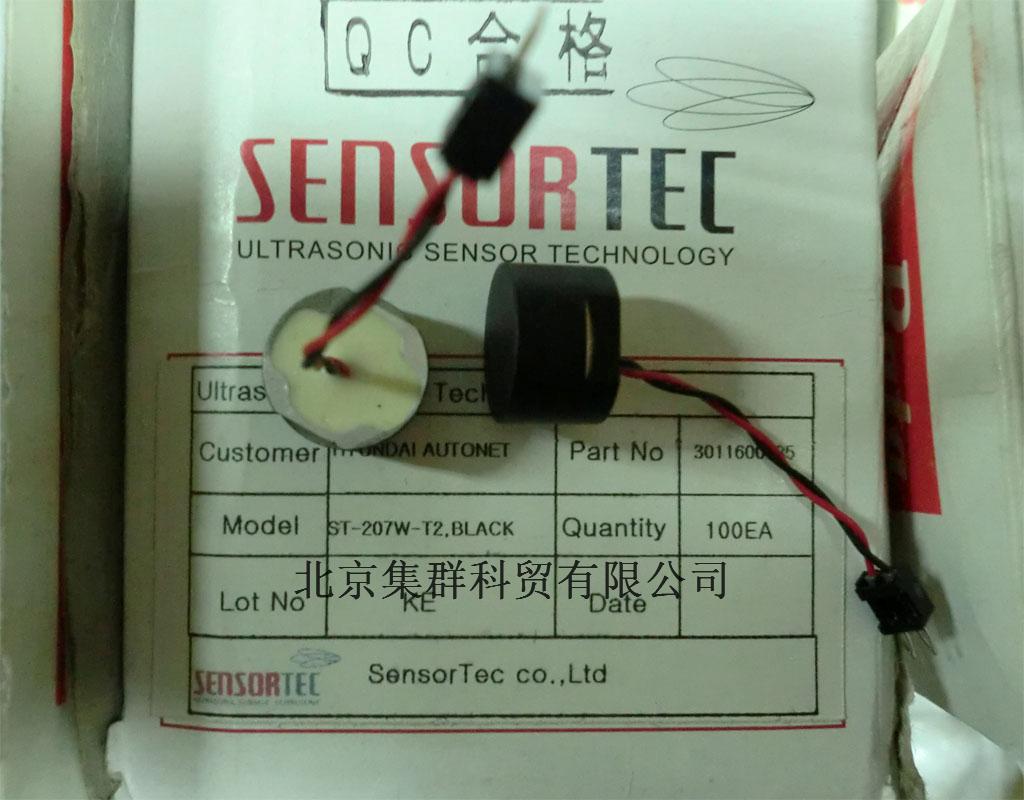 QC合格
SENSORTEC
ULTRASONIC SENSOR TECHNOLOGY
Customer HYUNDAI AUTONET Part No
Model ST-207W-T2,BLACK Quantity 100EA
北京集群科贸有限公司
Lot No KE Date
SENSORTEC SensorTec co.,Ltd